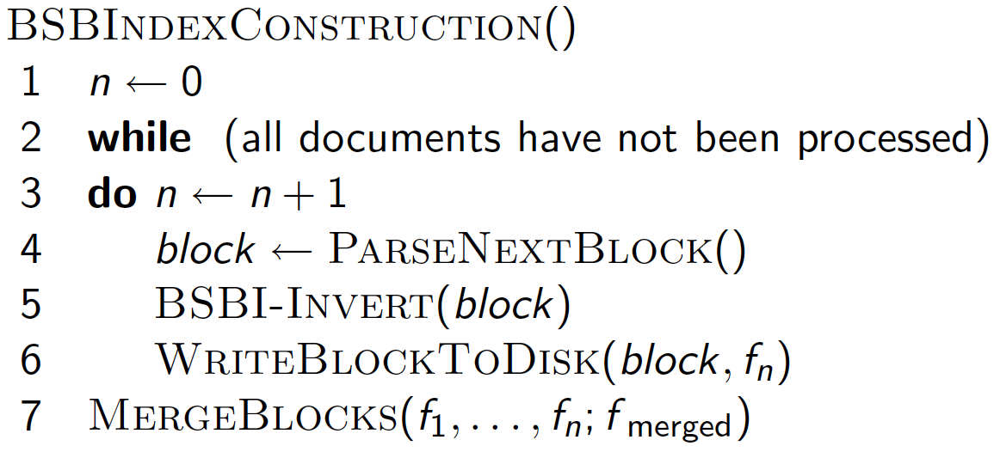 BSBINDEXCONSTRUCTION()
1 n ← 0
2 while (all documents have not been processed)
3 do n ← n + 1
4 block ← PARSENEXTBLOCK()
5 BSBI-INVERT(block)
6 WRITEBLOCKTODISK(block, fₙ)
7 MERGEBLOCKS(f₁, . . . , fₙ; f merged)